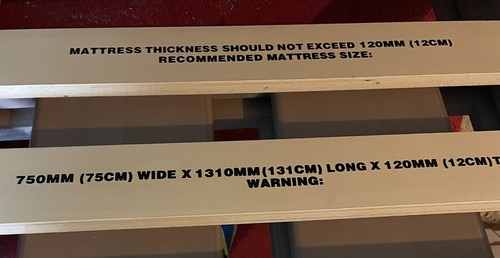 MATTRESS THICKNESS SHOULD NOT EXCEED 120MM (12CM)
RECOMMENDED MATTRESS SIZE:
750MM (75CM) WIDE X 1310MM(131CM) LONG X 120MM (12CM)T
WARNING: